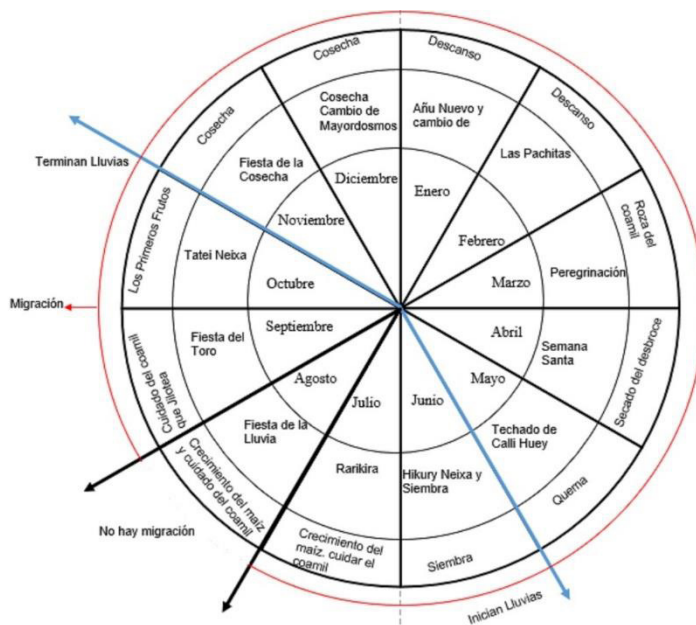 Cosecha
Descanso
Cosecha
Descanso
Cosecha
Cambio de
Mayordosmos
Añu Nuevo y
cambio de
Terminan Lluvias
Fiesta de la
Cosecha
Las Pachitas
Diciembre
Enero
Los Primeros Frutos
Noviembre
Febrero
Roza del
coamil
Tatei Neixa
Octubre
Marzo
Peregrinación
Migración
Septiembre
Abril
Fiesta del
Toro
Semana
Santa
Agosto
Mayo
Cuidado del coamil
que Jilotea
Julio
Junio
Secado del desbroce
Fiesta de la
Lluvia
Techado de
Calli Huey
Crecimiento del maíz
y cuidado del coamil
Rarikira
Hikury Neixa y
Siembra
Quema
No hay migración
Crecimiento del
maíz. cuidar el
coamil
Siembra
Inician Lluvias